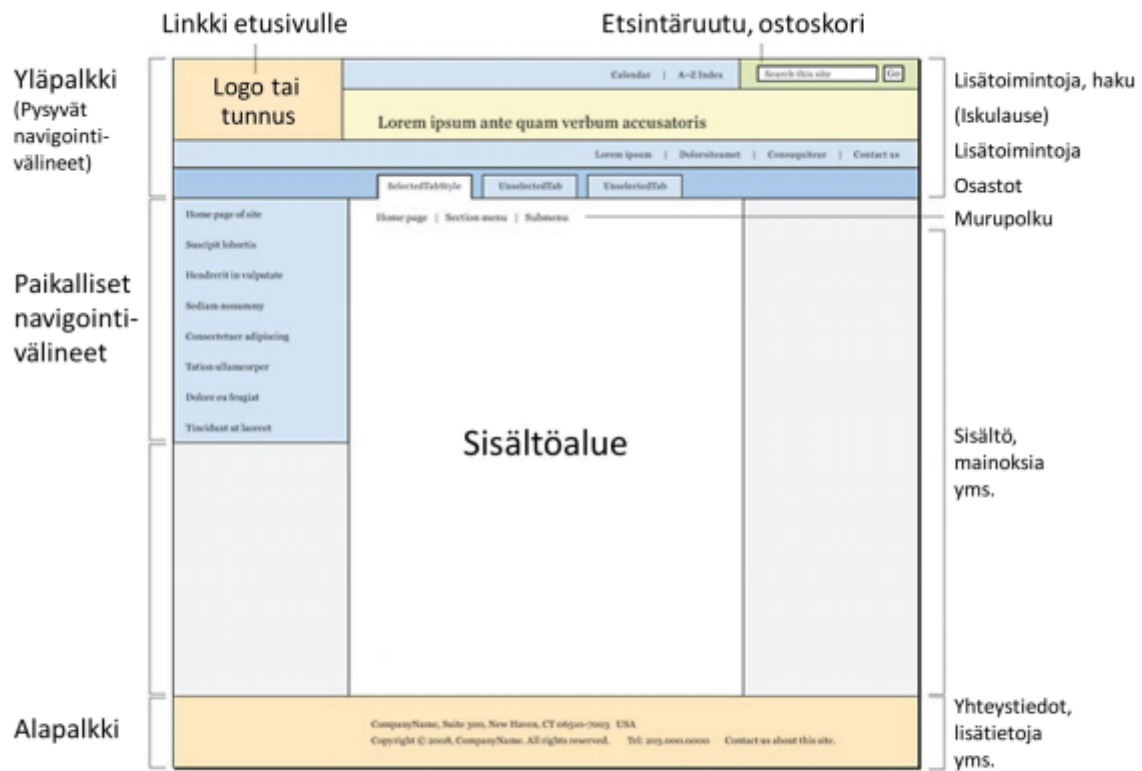 Linkki etusivulle
Etsintäruutu, ostoskori
Yläpalkki
(Pysyvät
navigointi-
välineet)
Logo tai
tunnus
Calendar | A-Z Index
Search this site
Go
Lisätoimintoja, haku
Lorem ipsum ante quam verbum accusatoris
(Iskulause)
Lorem ipsum | Dolorsiteamet | Consequiteur | Contact us
Lisätoimintoja
SelectedTabStyle
UnselectedTab
UnselectedTab
Osastot
Home page | Section menu | Submenu
Murupolku
Paikalliset
navigointi-
välineet
Home page of site
Suscipit lobortis
Hendrerit in vulputate
Sediam nonummy
Consectetuer adipiscing
Tation ullamcorper
Dolore eu feugiat
Tincidunt ut laoreet
Sisältöalue
Sisältö,
mainoksia
yms.
Alapalkki
CompanyName, Suite 300, New Haven, CT 06510-7003 USA
Copyright © 2008, CompanyName. All rights reserved. Tel: 203.000.0000 Contact us about this site.
Yhteystiedot,
lisätietoja
yms.